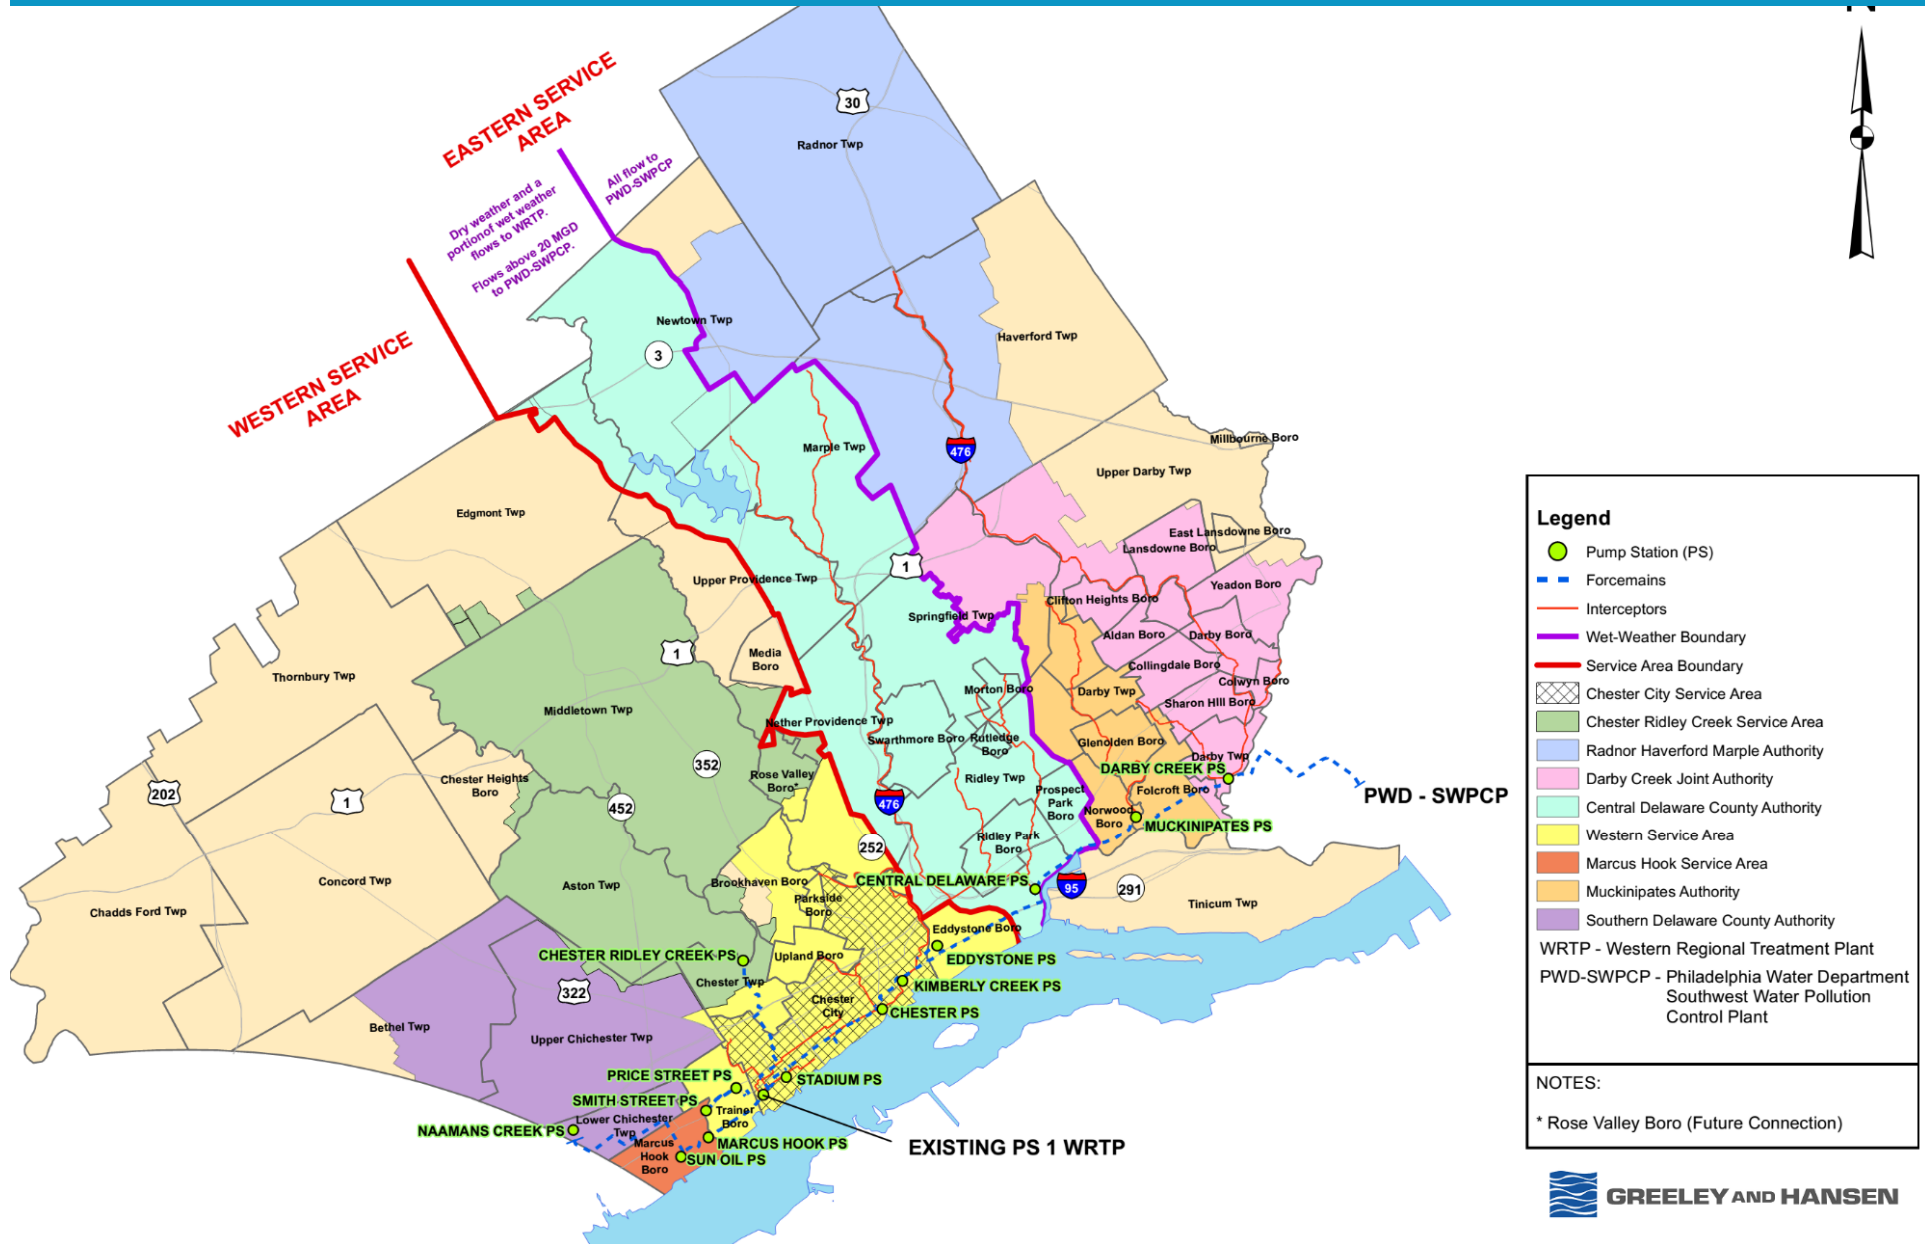 N
EASTERN SERVICE
AREA
30
Radnor Twp
All flow to
PWD-SWPCP
Dry weather and a
portionof wet weather
flows to WRTP.
Flows above 20 MGD
to PWD-SWPCP.
WESTERN SERVICE
AREA
Newtown Twp
3
Haverford Twp
Marple Twp
476
Millbourne Boro
Upper Darby Twp
Edgmont Twp
East Lansdowne Boro
Lansdowne Boro
1
Upper Providence Twp
Yeadon Boro
Clifton Heights Boro
Springfield Twp
Aldan Boro
Darby Boro
Media
Boro
1
Collingdale Boro
Thornbury Twp
Colwyn Boro
Morton Boro
Darby Twp
Sharon HIll Boro
Middletown Twp
Nether Providence Twp
Swarthmore Boro
Rutledge
Boro
Glenolden Boro
Darby Twp
352
DARBY CREEK PS
Rose Valley
Boro*
Ridley Twp
Chester Heights
Boro
202
1
452
476
Prospect
Park
Boro
Folcroft Boro
PWD - SWPCP
Norwood
Boro
MUCKINIPATES PS
252
Ridley Park
Boro
Concord Twp
Aston Twp
Brookhaven Boro
CENTRAL DELAWARE PS
95
291
Parkside
Boro
Chadds Ford Twp
Tinicum Twp
Eddystone Boro
CHESTER RIDLEY CREEK PS
Upland Boro
EDDYSTONE PS
Chester Twp
KIMBERLY CREEK PS
322
Chester
City
CHESTER PS
Bethel Twp
Upper Chichester Twp
PRICE STREET PS
STADIUM PS
SMITH STREET PS
Trainer
Boro
Lower Chichester
Twp
NAAMANS CREEK PS
MARCUS HOOK PS
Marcus
Hook
Boro
SUN OIL PS
EXISTING PS 1 WRTP
Legend
Pump Station (PS)
Forcemains
Interceptors
Wet-Weather Boundary
Service Area Boundary
Chester City Service Area
Chester Ridley Creek Service Area
Radnor Haverford Marple Authority
Darby Creek Joint Authority
Central Delaware County Authority
Western Service Area
Marcus Hook Service Area
Muckinipates Authority
Southern Delaware County Authority
WRTP - Western Regional Treatment Plant
PWD-SWPCP - Philadelphia Water Department
Southwest Water Pollution
Control Plant
NOTES:
* Rose Valley Boro (Future Connection)
GREELEY AND HANSEN